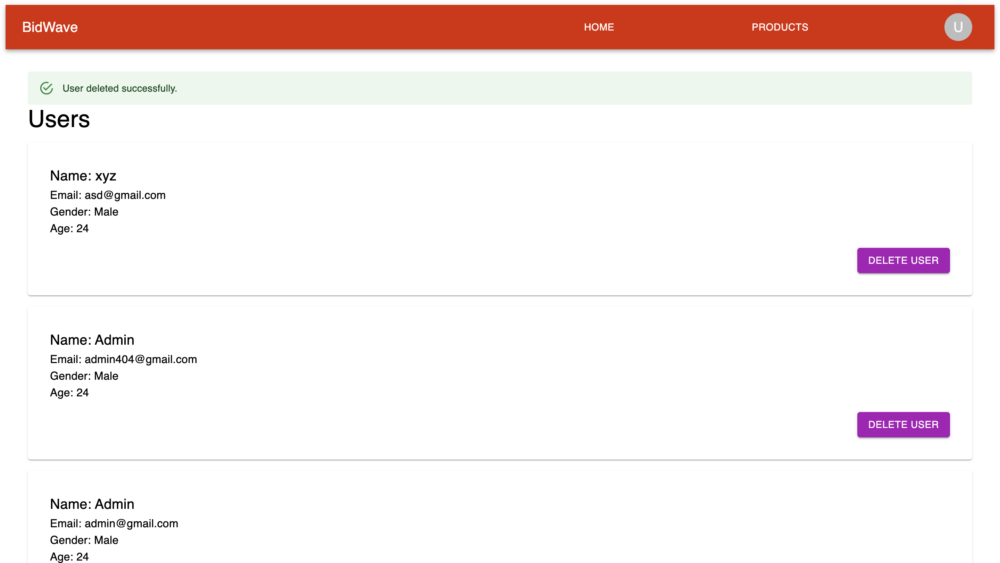 BidWave HOME PRODUCTS U
User deleted successfully.
Users
Name: xyz
Email: asd@gmail.com
Gender: Male
Age: 24
DELETE USER
Name: Admin
Email: admin404@gmail.com
Gender: Male
Age: 24
DELETE USER
Name: Admin
Email: admin@gmail.com
Gender: Male
Age: 24